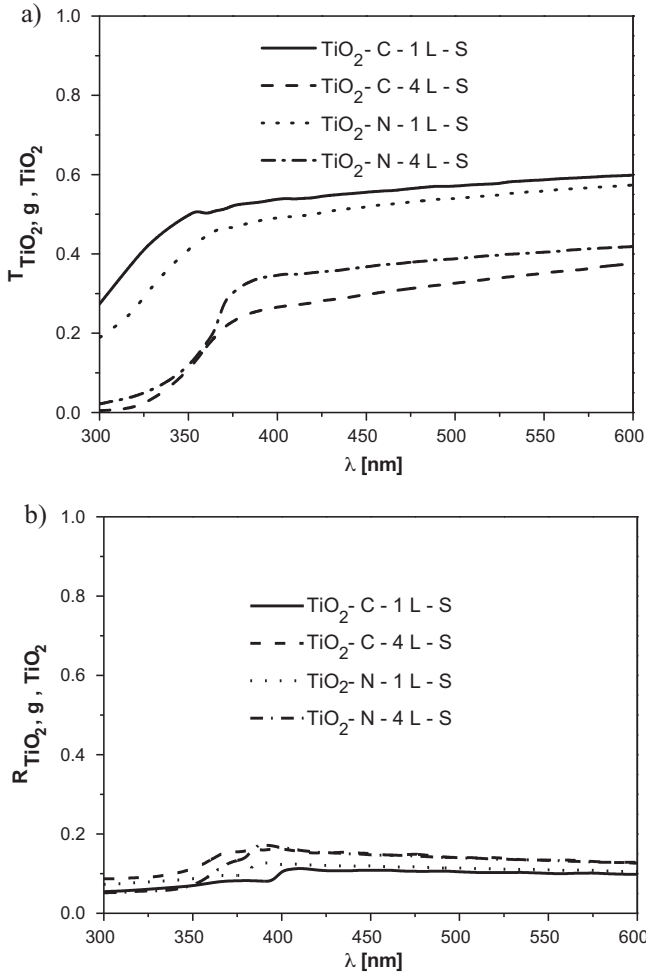 a)
1.0
0.8
0.6
0.4
0.2
0.0
T TiO2, g , TiO2
TiO2- C - 1 L - S
TiO2- C - 4 L - S
TiO2- N - 1 L - S
TiO2- N - 4 L - S
300 350 400 450 500 550 600
λ [nm]
b)
1.0
0.8
0.6
0.4
0.2
0.0
R TiO2, g , TiO2
TiO2- C - 1 L - S
TiO2- C - 4 L - S
TiO2- N - 1 L - S
TiO2- N - 4 L - S
300 350 400 450 500 550 600
λ [nm]